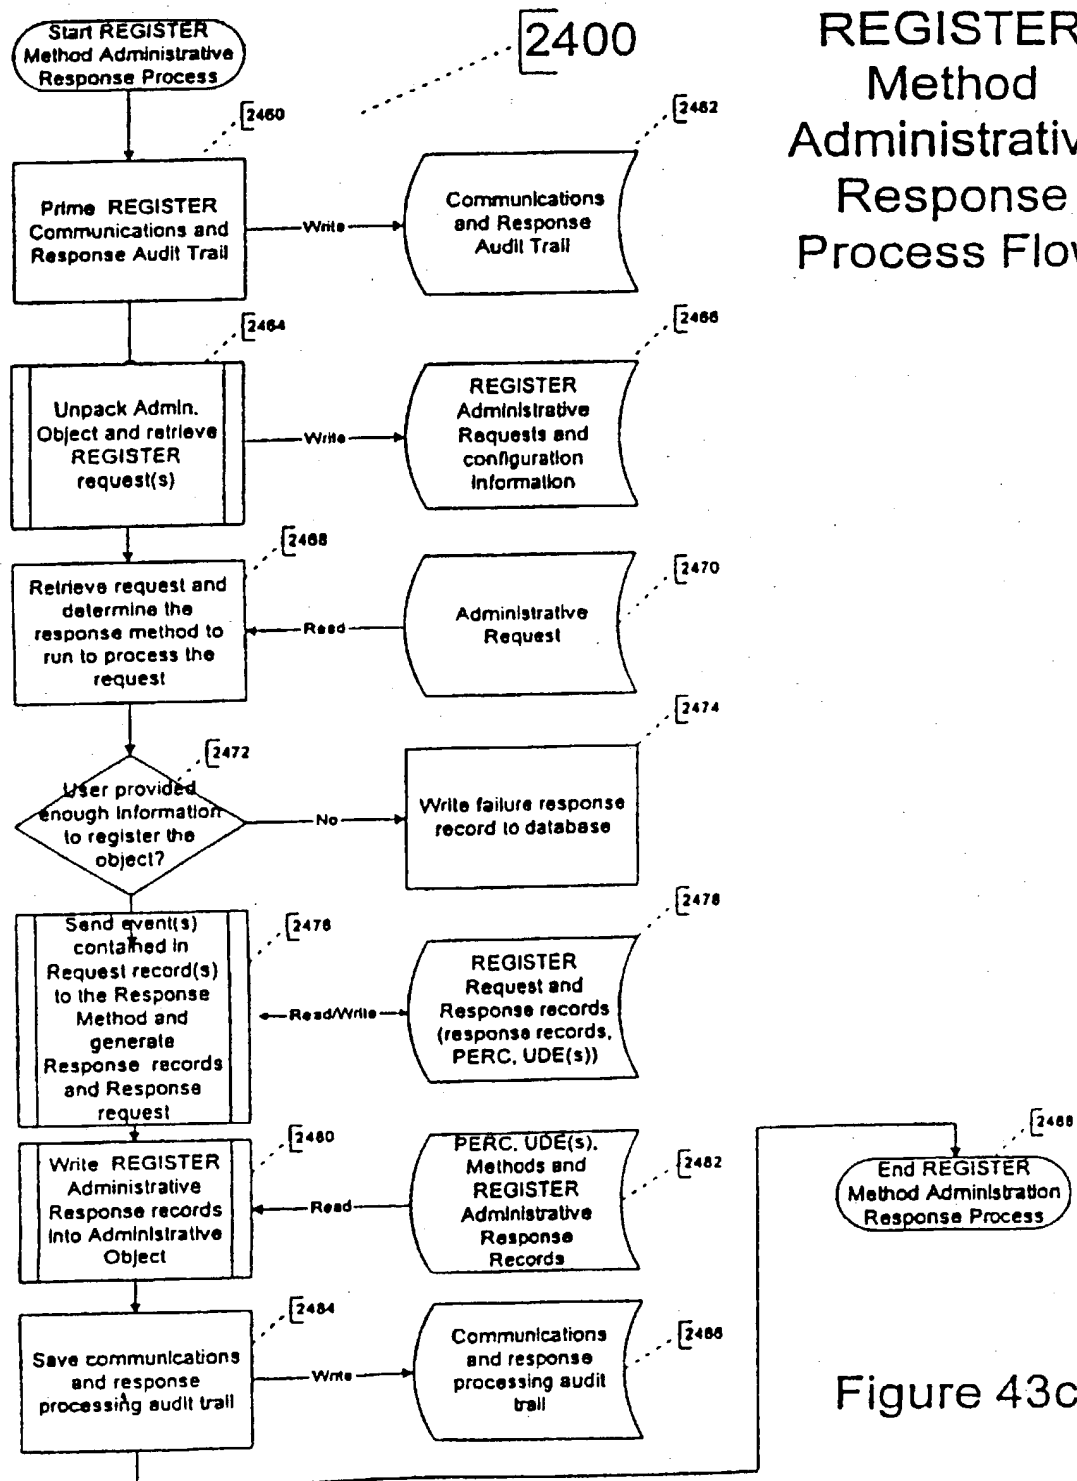 Start REGISTER
Method Administrative
Response Process
2400
REGISTER
Method
Administrativ
Response
Process Flow
2460
Prime REGISTER
Communications and
Response Audit Trail
Write
2462
Communications
and Response
Audit Trail
2464
Unpack Admin.
Object and retrieve
REGISTER
request(s)
Write
2466
REGISTER
Administrative
Requests and
configuration
Information
2468
Retrieve request and
determine the
response method to
run to process the
request
Read
2470
Administrative
Request
2472
User provided
enough Information
to register the
object?
No
2474
Write failure response
record to database
2476
Send event(s)
contained in
Request record(s)
to the Response
Method and
generate
Response records
and Response
request
Read/Write
2478
REGISTER
Request and
Response records
(response records,
PERC, UDE(s))
2480
Write REGISTER
Administrative
Response records
into Administrative
Object
Read
2482
PERC, UDE(s),
Methods and
REGISTER
Administrative
Response
Records
2488
End REGISTER
Method Administration
Response Process
2484
Save communications
and response
processing audit trail
Write
2486
Communications
and response
processing audit
trail
Figure 43c